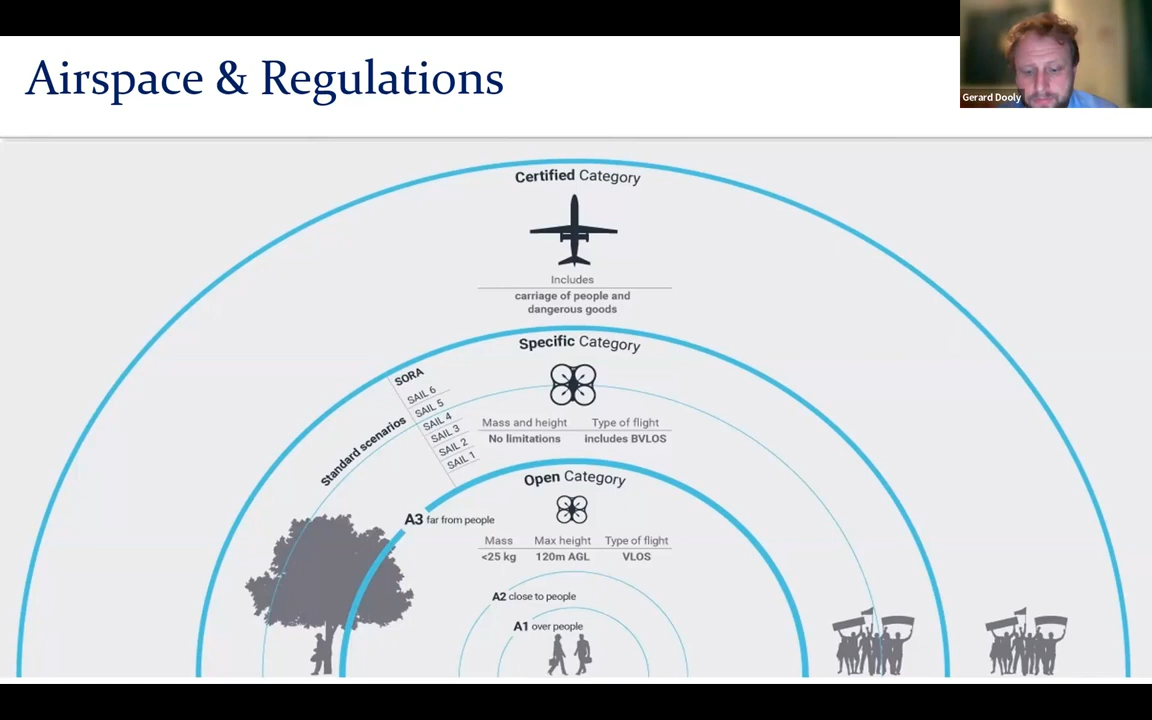 Airspace & Regulations
Gerard Dooly
Certified Category
Includes
carriage of people and
dangerous goods
Specific Category
SORA
SAIL 6
SAIL 5
SAIL 4
SAIL 3
SAIL 2
SAIL 1
Standard scenarios
Mass and height Type of flight
No limitations includes BVLOS
Open Category
A3 far from people
Mass Max height Type of flight
<25 kg 120m AGL VLOS
A2 close to people
A1 over people